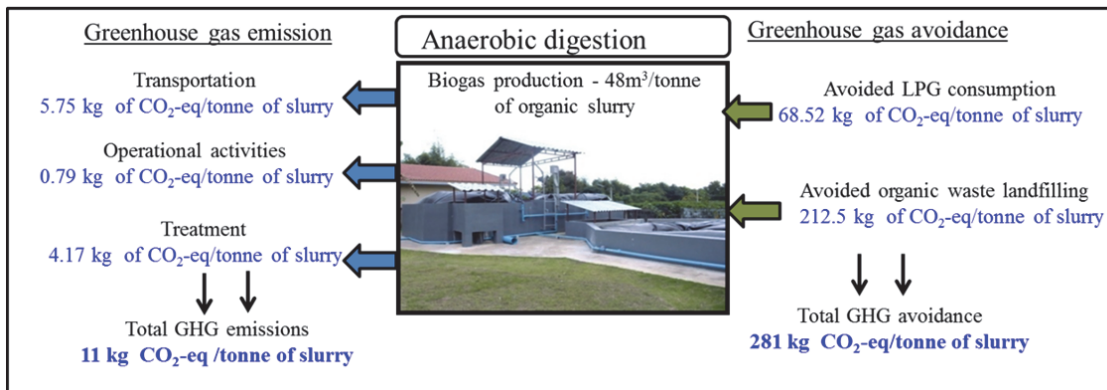 Greenhouse gas emission
Transportation
5.75 kg of CO₂-eq/tonne of slurry
Operational activities
0.79 kg of CO₂-eq/tonne of slurry
Treatment
4.17 kg of CO₂-eq/tonne of slurry
Total GHG emissions
11 kg CO₂-eq /tonne of slurry
Anaerobic digestion
Biogas production - 48m³/tonne
of organic slurry
Greenhouse gas avoidance
Avoided LPG consumption
68.52 kg of CO₂-eq/tonne of slurry
Avoided organic waste landfilling
212.5 kg of CO₂-eq/tonne of slurry
Total GHG avoidance
281 kg CO₂-eq/tonne of slurry